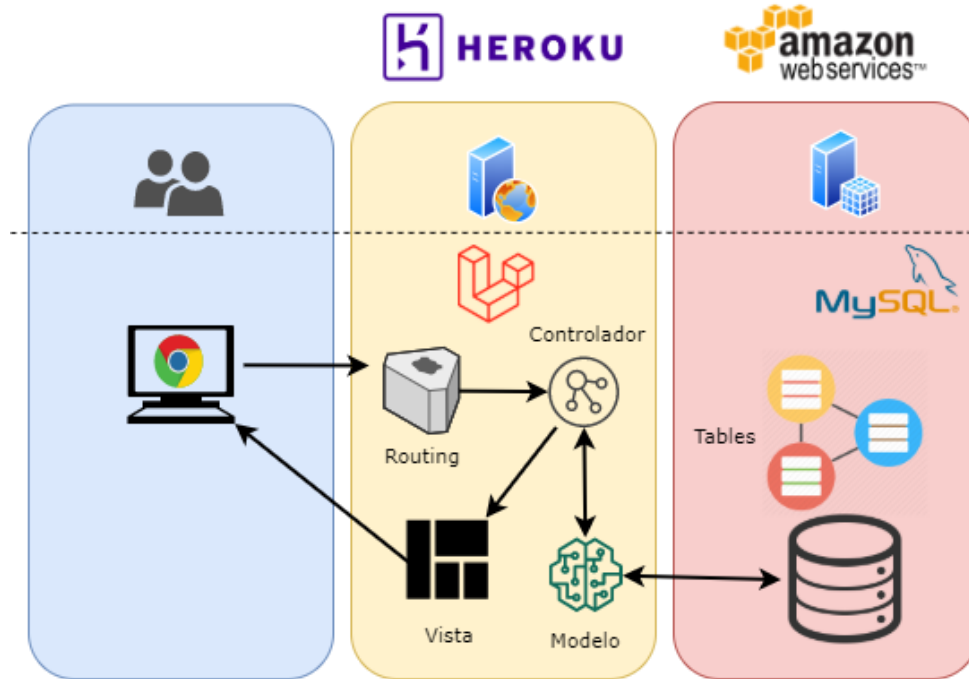 HEROKU
amazon
webservices™
MySQL®
Controlador
Routing
Tables
Vista
Modelo